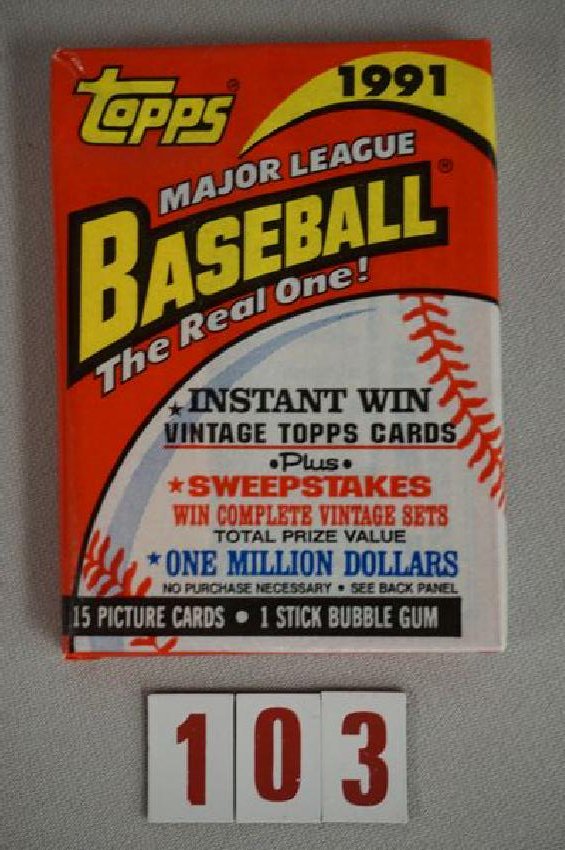 Topps®
1991
MAJOR LEAGUE
BASEBALL®
The Real One!
★ INSTANT WIN
VINTAGE TOPPS CARDS
•Plus•
★ SWEEPSTAKES
WIN COMPLETE VINTAGE SETS
TOTAL PRIZE VALUE
★ ONE MILLION DOLLARS
NO PURCHASE NECESSARY • SEE BACK PANEL
15 PICTURE CARDS • 1 STICK BUBBLE GUM
103